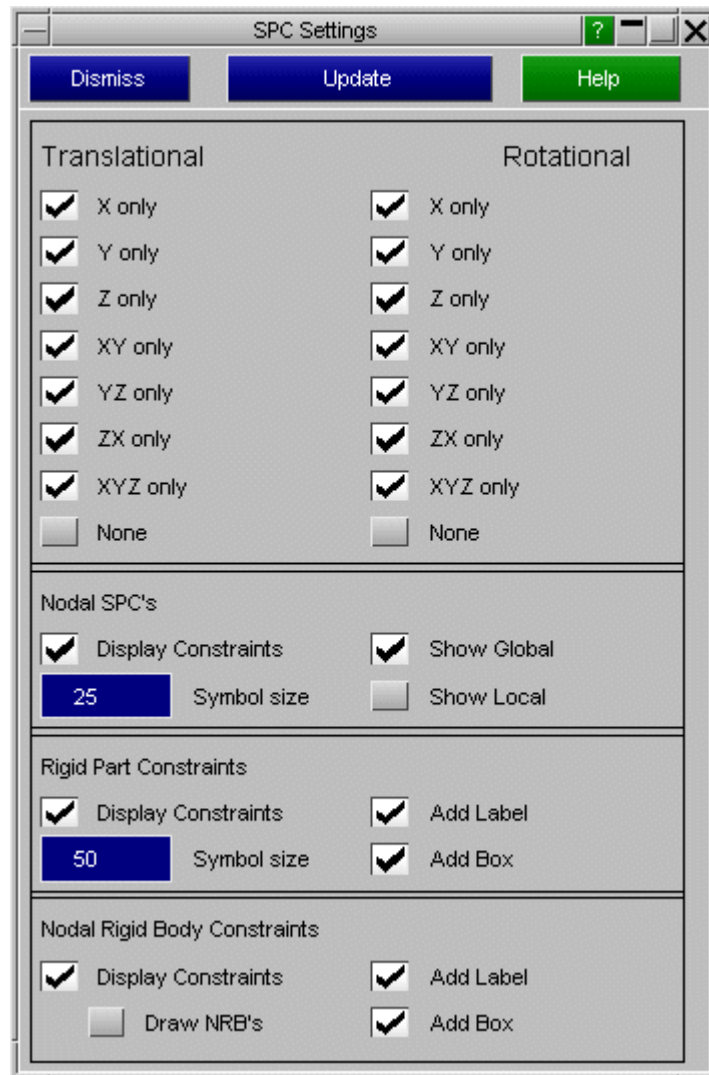 SPC Settings ?
Dismiss Update Help
Translational Rotational
X only X only
Y only Y only
Z only Z only
XY only XY only
YZ only YZ only
ZX only ZX only
XYZ only XYZ only
None None
Nodal SPC's
Display Constraints Show Global
25 Symbol size Show Local
Rigid Part Constraints
Display Constraints Add Label
50 Symbol size Add Box
Nodal Rigid Body Constraints
Display Constraints Add Label
Draw NRB's Add Box